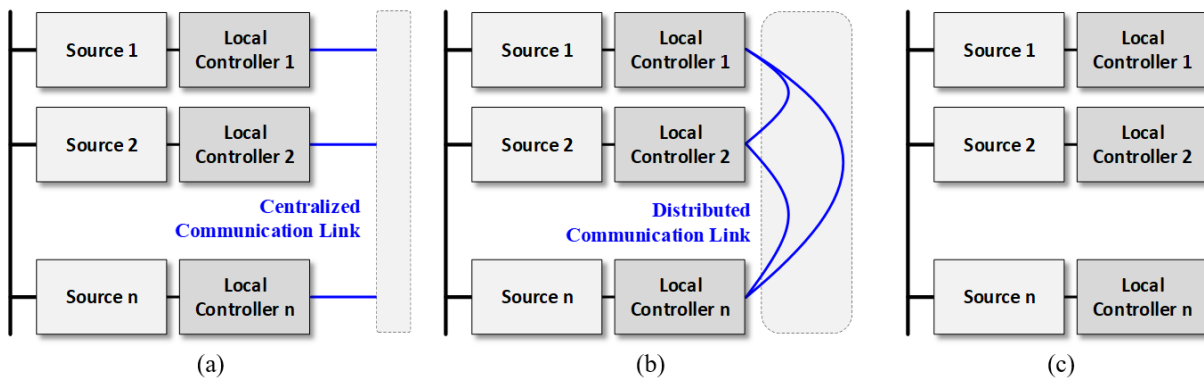 Source 1
Local
Controller 1
Source 2
Local
Controller 2
Centralized
Communication Link
Source n
Local
Controller n
(a)
Source 1
Local
Controller 1
Source 2
Local
Controller 2
Distributed
Communication Link
Source n
Local
Controller n
(b)
Source 1
Local
Controller 1
Source 2
Local
Controller 2
Source n
Local
Controller n
(c)